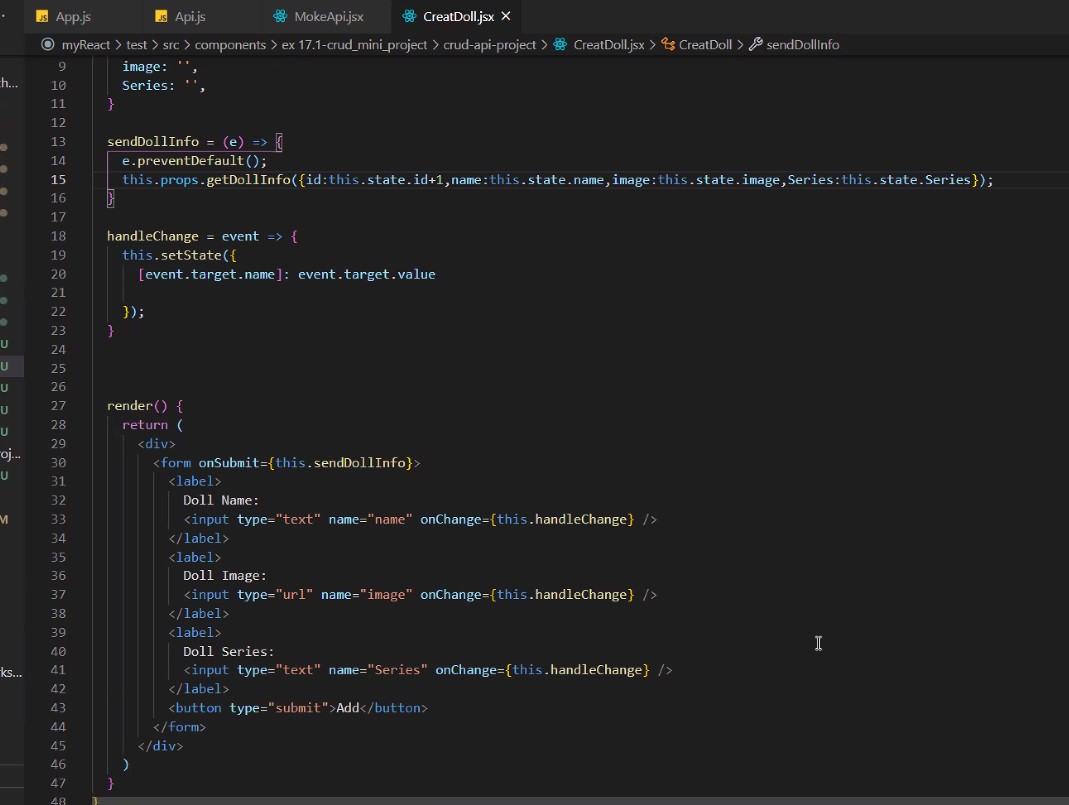 App.js Api.js MokeApi.jsx CreatDoll.jsx
myReact > test > src > components > ex 17.1-crud_mini_project > crud-api-project > CreatDoll.jsx > CreatDoll > sendDollInfo
th...
U
U
U
U
U
oj...
U
M
rks...
9 image: '',
10 Series: '',
11 }
12
13 sendDollInfo = (e) => {
14 e.preventDefault();
15 this.props.getDollInfo({id:this.state.id+1,name:this.state.name,image:this.state.image,Series:this.state.Series});
16 }
17
18 handleChange = event => {
19 this.setState({
20 [event.target.name]: event.target.value
21
22 });
23 }
24
25
26
27 render() {
28 return (
29 <div>
30 <form onSubmit={this.sendDollInfo}>
31 <label>
32 Doll Name:
33 <input type="text" name="name" onChange={this.handleChange} />
34 </label>
35 <label>
36 Doll Image:
37 <input type="url" name="image" onChange={this.handleChange} />
38 </label>
39 <label>
40 Doll Series:
41 <input type="text" name="Series" onChange={this.handleChange} />
42 </label>
43 <button type="submit">Add</button>
44 </form>
45 </div>
46 )
47 }
48 }